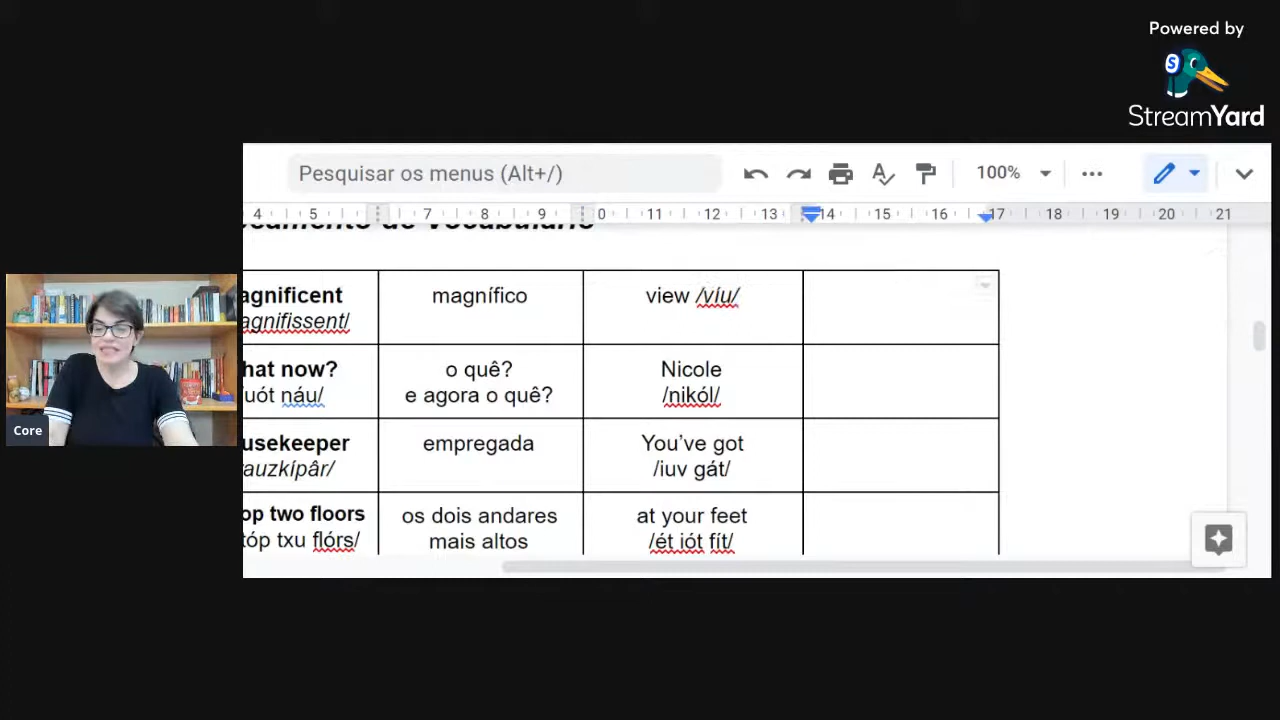 Powered by
StreamYard
Pesquisar os menus (Alt+/)
100%
4 5 7 8 9 0 11 12 13 14 15 16 17 18 19 20 21
agnificent
agnifissent/
magnífico
view /víu/
hat now?
uót náu/
o quê?
e agora o quê?
Nicole
/nikól/
usekeeper
auzkípâr/
empregada
You've got
/iuv gát/
op two floors
tóp txu flórs/
os dois andares
mais altos
at your feet
/ét iót fít/
Core